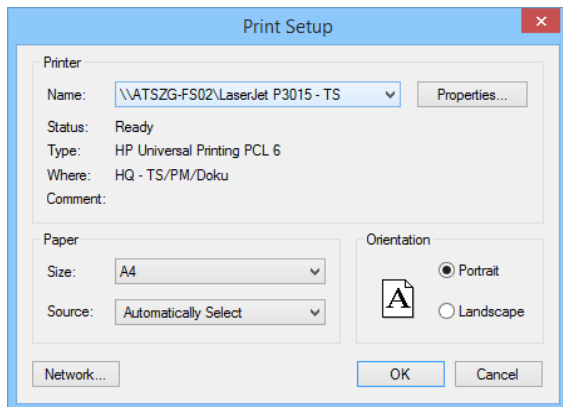 Print Setup
Printer
Name: \\ATSZG-FS02\LaserJet P3015 - TS Properties...
Status: Ready
Type: HP Universal Printing PCL 6
Where: HQ - TS/PM/Doku
Comment:
Paper
Size: A4
Source: Automatically Select
Orientation
A
Portrait
Landscape
Network... OK Cancel